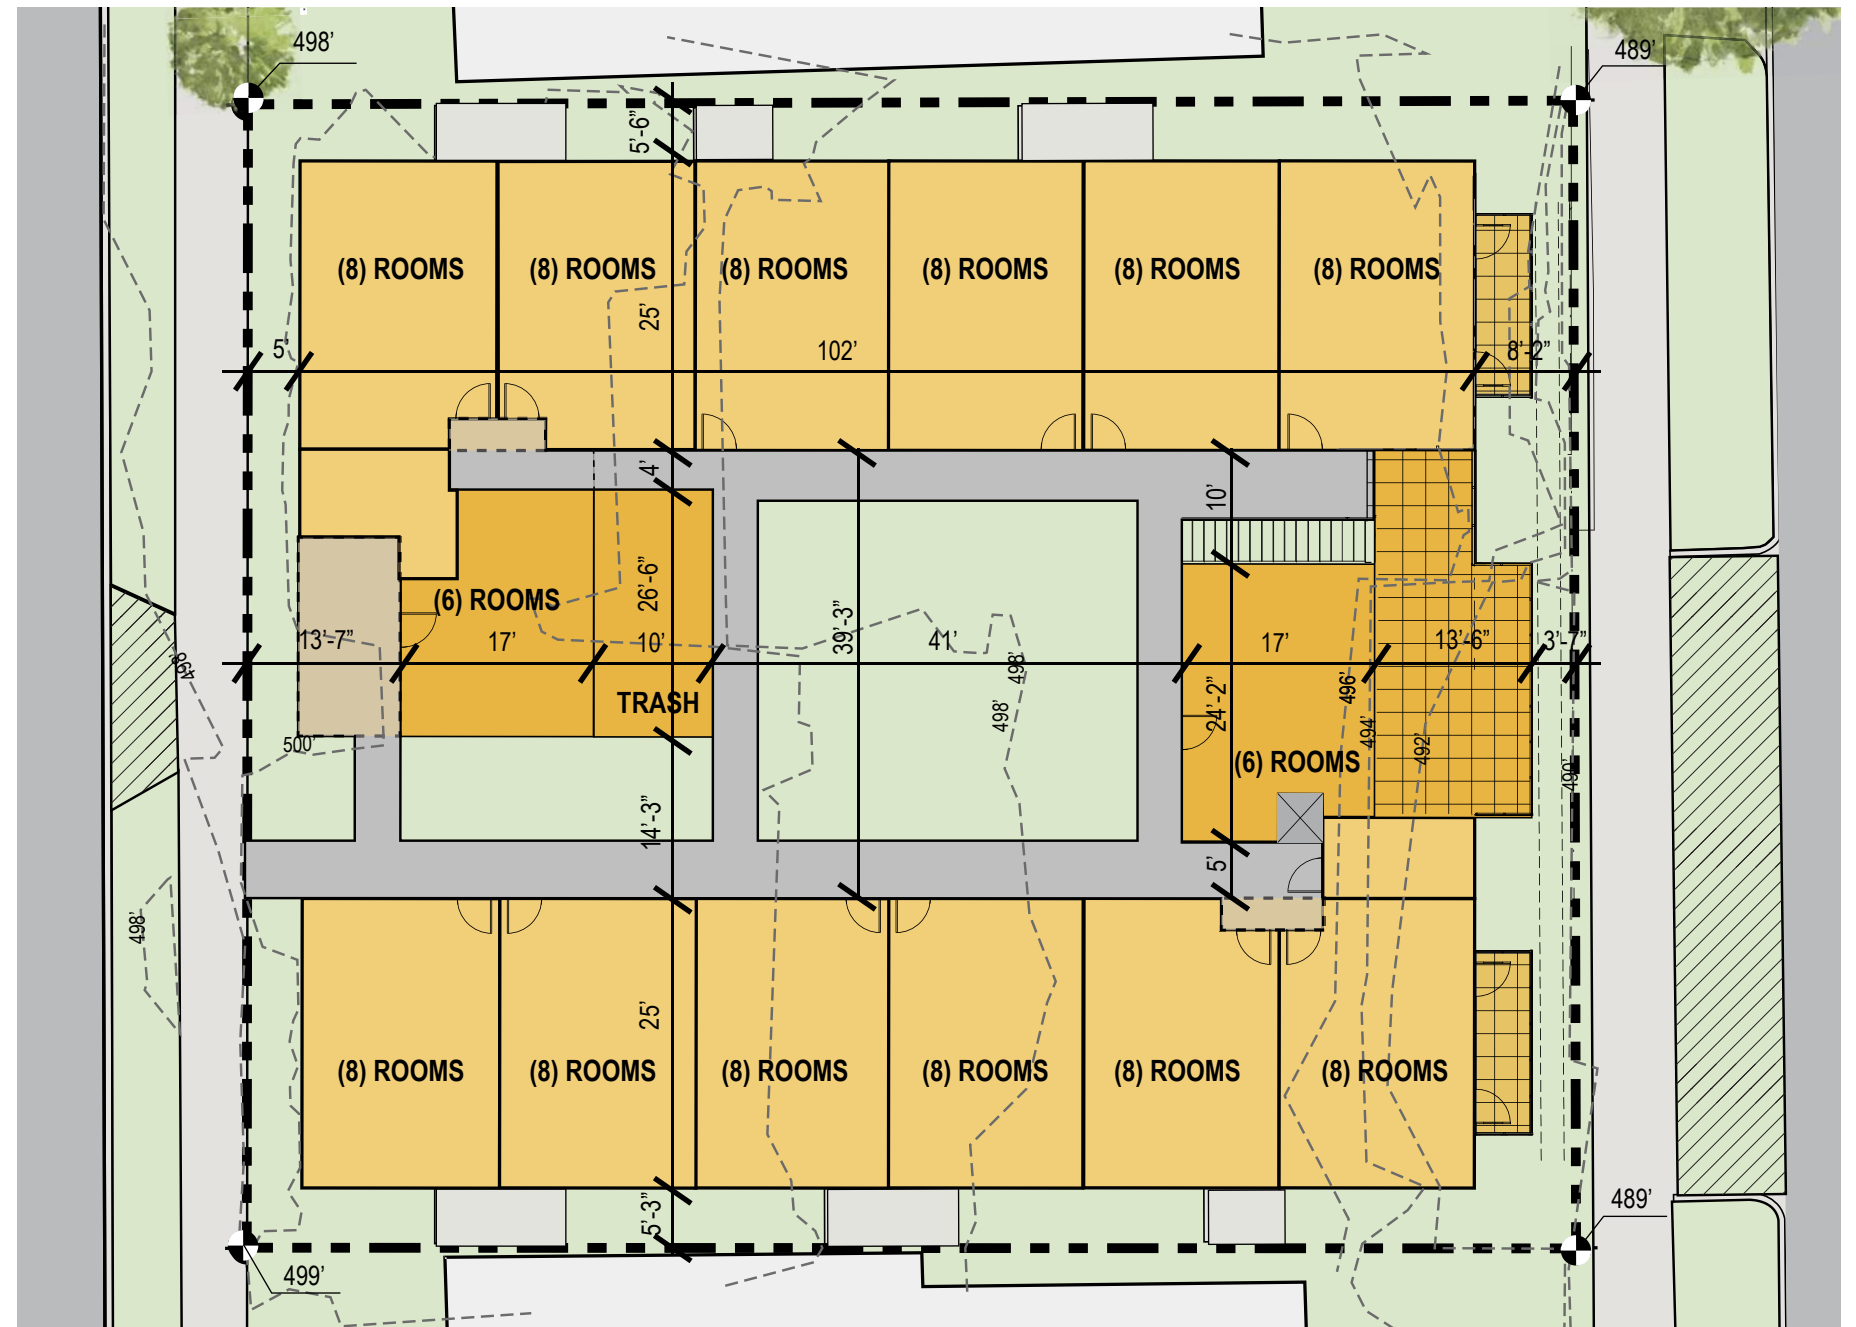 498’
489’
5’-6”
(8) ROOMS
(8) ROOMS
(8) ROOMS
(8) ROOMS
(8) ROOMS
(8) ROOMS
25’
5’
102’
8’-2”
4’
10’
26’-6”
(6) ROOMS
39’-3”
13’-7”
17’
10’
41’
17’
13’-6”
3’-7”
498’
498’
498’
496’
24’-2”
TRASH
494’
492’
500’
(6) ROOMS
490’
14’-3”
5’
498’
25’
(8) ROOMS
(8) ROOMS
(8) ROOMS
(8) ROOMS
(8) ROOMS
(8) ROOMS
5’-3”
489’
499’